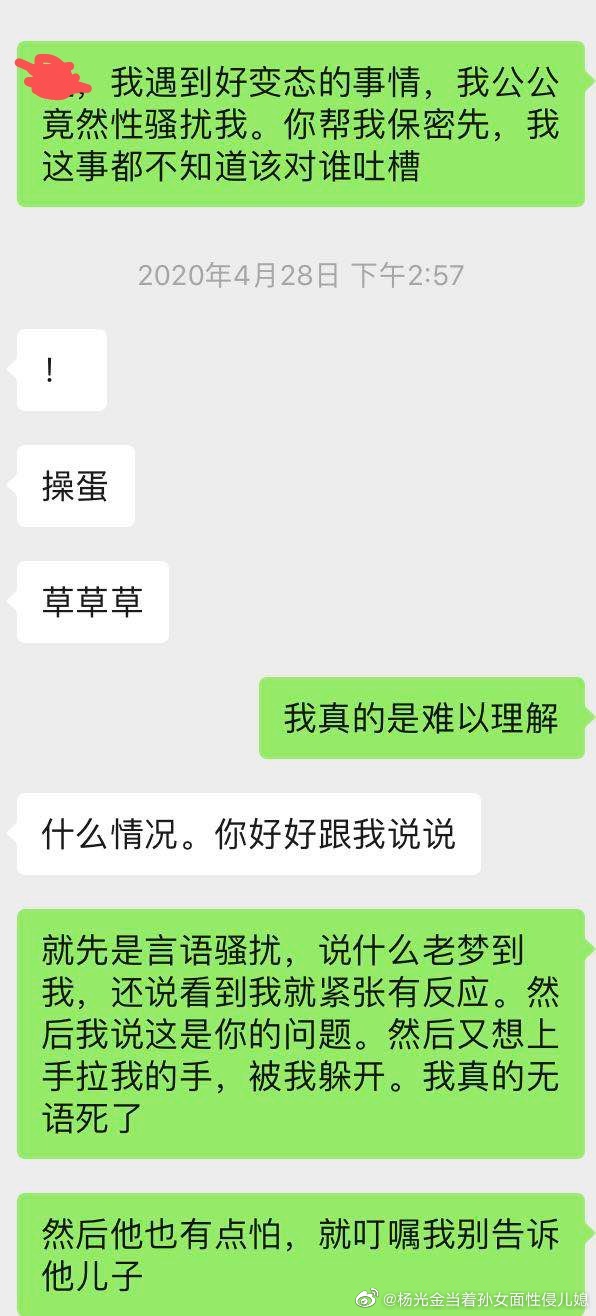 ，我遇到好变态的事情，我公公
竟然性骚扰我。你帮我保密先，我
这事都不知道该对谁吐槽
2020年4月28日 下午2:57
！
操蛋
草草草
我真的是难以理解
什么情况。你好好跟我说说
就先是言语骚扰，说什么老梦到
我，还说看到我就紧张有反应。然
后我说这是你的问题。然后又想上
手拉我的手，被我躲开。我真的无
语死了
然后他也有点怕，就叮嘱我别告诉
他儿子
@杨光金当着孙女面性侵儿媳